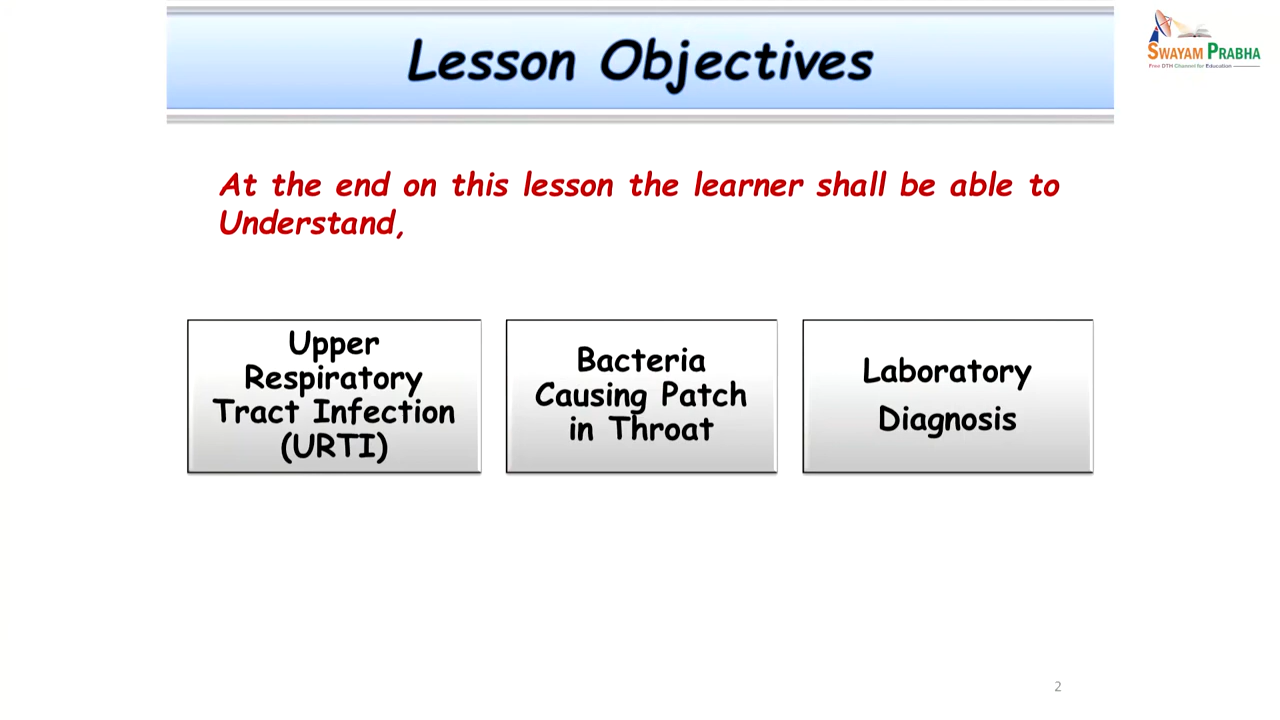 Lesson Objectives
SWAYAM PRABHA
Free DTH Channel for Education
At the end on this lesson the learner shall be able to
Understand,
Upper
Respiratory
Tract Infection
(URTI)
Bacteria
Causing Patch
in Throat
Laboratory
Diagnosis
2